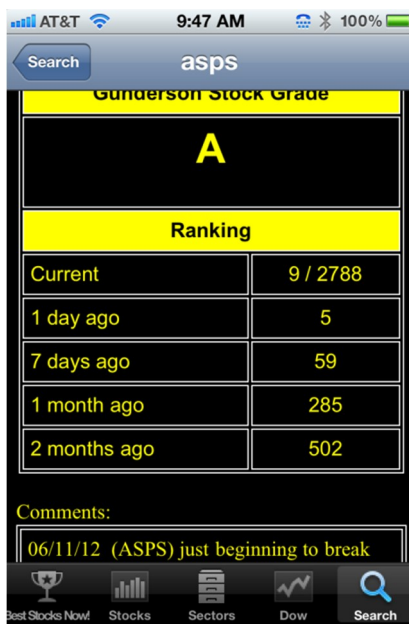 AT&T 9:47 AM 100%
Search asps
Gunderson Stock Grade
A
Ranking
Current 9 / 2788
1 day ago 5
7 days ago 59
1 month ago 285
2 months ago 502
Comments:
06/11/12 (ASPS) just beginning to break
Best Stocks Now! Stocks Sectors Dow Search